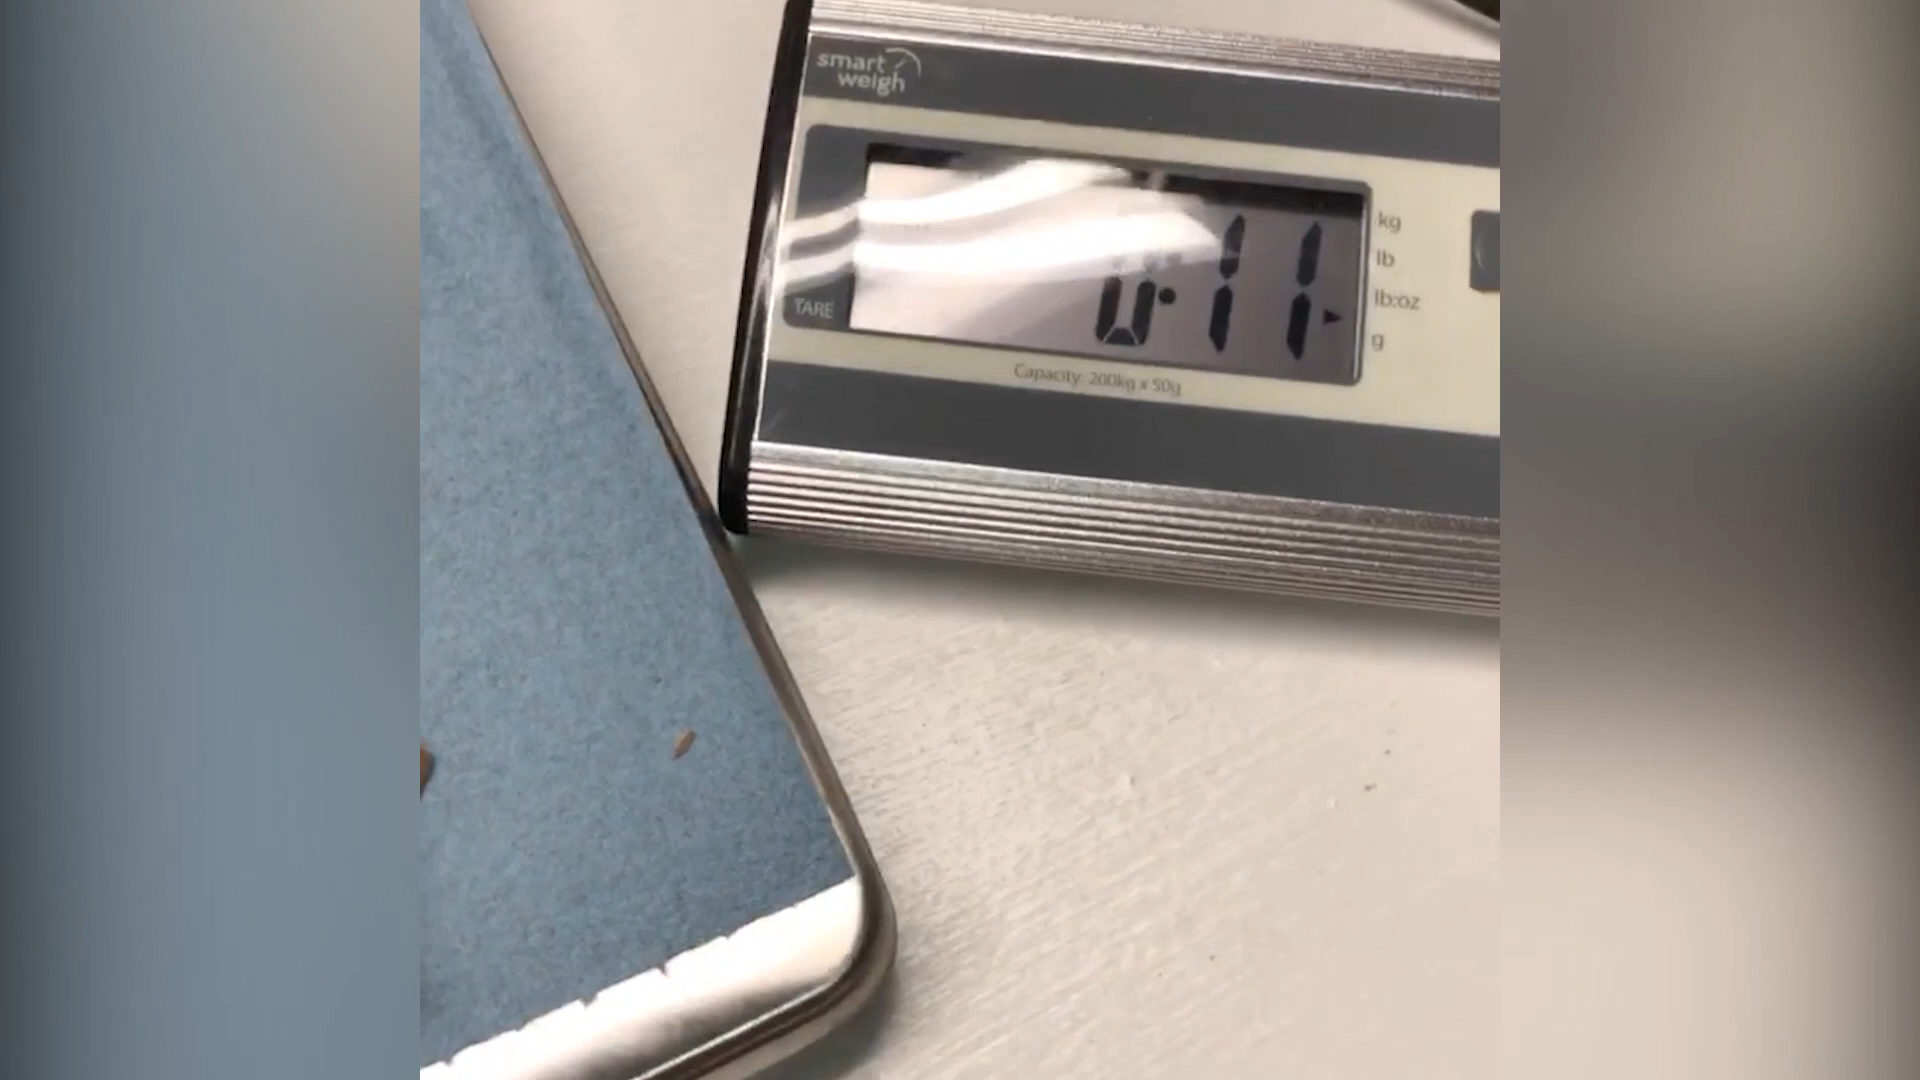 smart
weigh
kg
lb
lb:oz
g
0.11
TARE
Capacity: 200kg x 50g